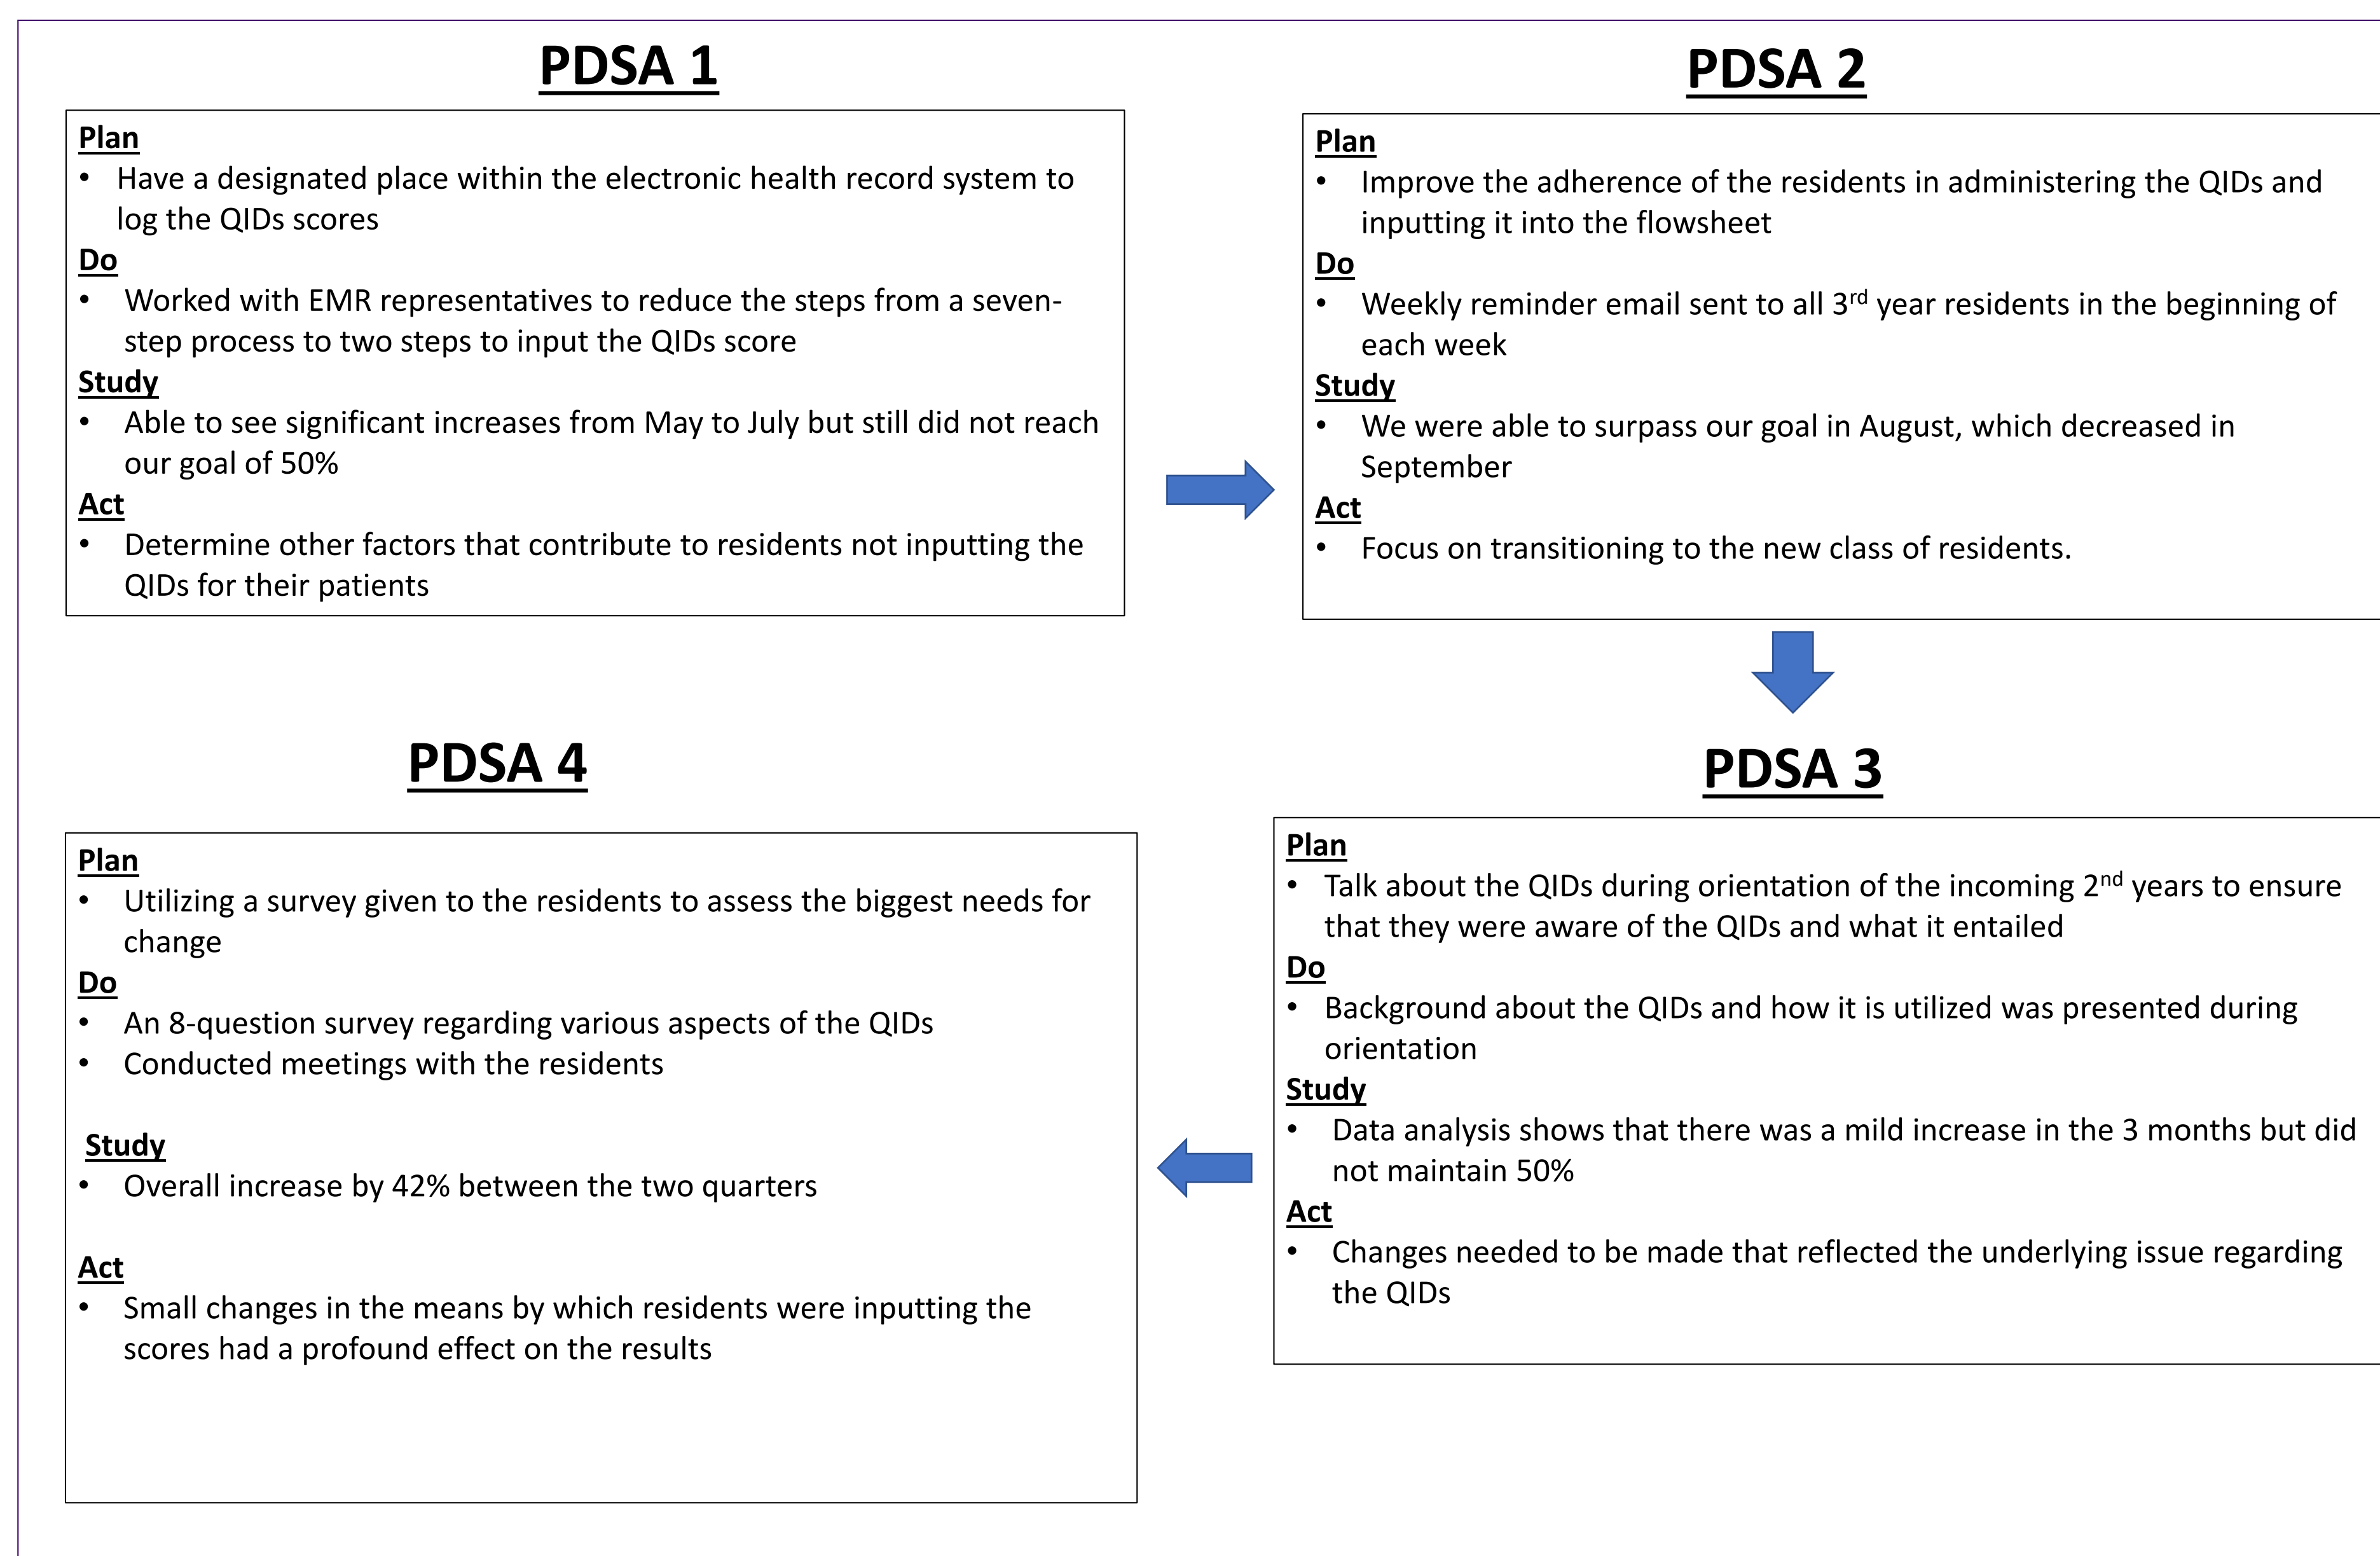 PDSA 1
Plan
• Have a designated place within the electronic health record system to
log the QIDs scores
Do
• Worked with EMR representatives to reduce the steps from a seven-
step process to two steps to input the QIDs score
Study
• Able to see significant increases from May to July but still did not reach
our goal of 50%
Act
• Determine other factors that contribute to residents not inputting the
QIDs for their patients
PDSA 2
Plan
• Improve the adherence of the residents in administering the QIDs and
inputting it into the flowsheet
Do
• Weekly reminder email sent to all 3rd year residents in the beginning of
each week
Study
• We were able to surpass our goal in August, which decreased in
September
Act
• Focus on transitioning to the new class of residents.
PDSA 3
Plan
• Talk about the QIDs during orientation of the incoming 2nd years to ensure
that they were aware of the QIDs and what it entailed
Do
• Background about the QIDs and how it is utilized was presented during
orientation
Study
• Data analysis shows that there was a mild increase in the 3 months but did
not maintain 50%
Act
• Changes needed to be made that reflected the underlying issue regarding
the QIDs
PDSA 4
Plan
• Utilizing a survey given to the residents to assess the biggest needs for
change
Do
• An 8-question survey regarding various aspects of the QIDs
• Conducted meetings with the residents
Study
• Overall increase by 42% between the two quarters
Act
• Small changes in the means by which residents were inputting the
scores had a profound effect on the results